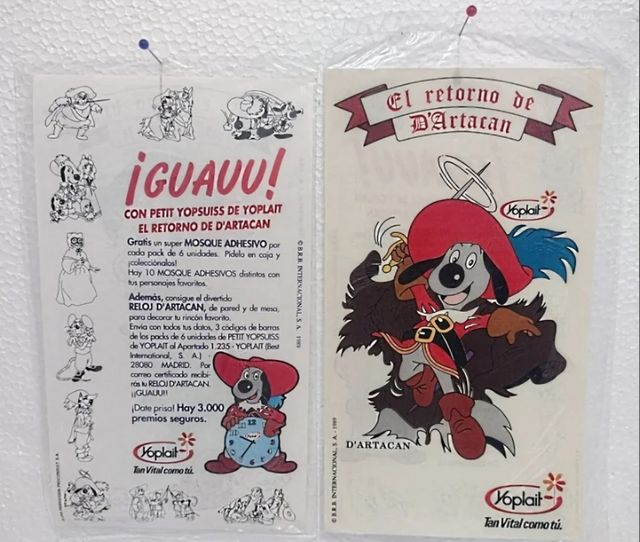 ¡GUAUU!
CON PETIT YOPSUISS DE YOPLAIT
EL RETORNO DE D'ARTACAN
Gratis un super MOSQUE ADHESIVO por
cada pack de 6 unidades. Pídelo en caja y
¡colecciónalos!
Hay 10 MOSQUE ADHESIVOS distintos con
tus personajes favoritos.
Además, consigue el divertido
RELOJ D'ARTACAN, de pared y de mesa,
para decorar tu rincón favorito.
Envía con todos tus datos, 3 códigos de barras
de los packs de 6 unidades de PETIT YOPSUISS
de YOPLAIT al Apartado 1.235 - YOPLAIT (Best
International, S. A.)
28080 MADRID. Por
correo certificado recibi-
rás tu RELOJ D'ARTACAN.
¡¡GUAUU!!
¡Date prisa! Hay 3.000
premios seguros.
Yoplait
Tan Vital como tú.
© B.R.B. INTERNACIONAL, S. A. 1989
El retorno de
D'Artacan
Yoplait
D'ARTACAN
© B.R.B. INTERNACIONAL, S. A. - 1989
Yoplait
Tan Vital como tú.